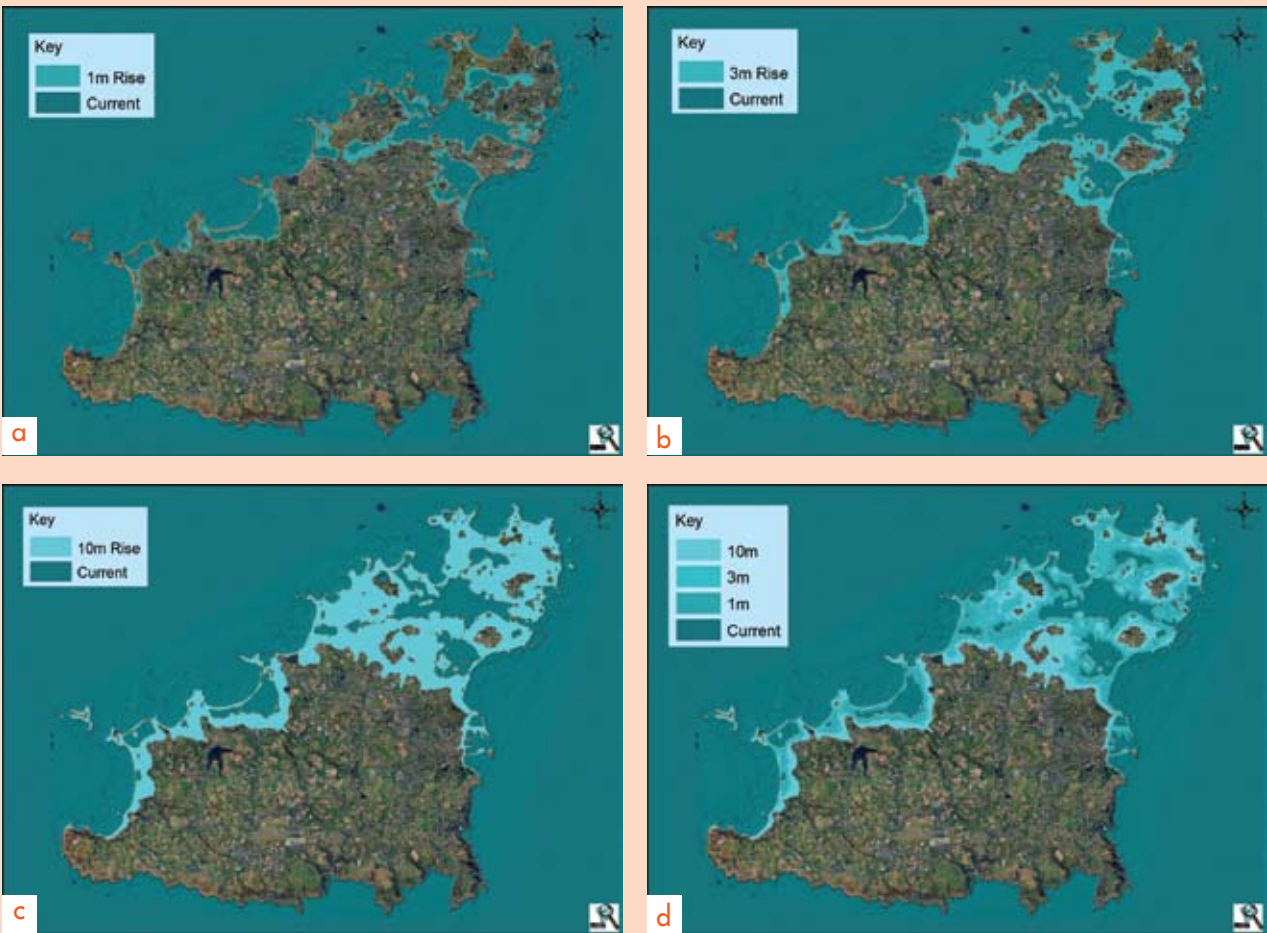 Key
1m Rise
Current
a
Key
3m Rise
Current
b
Key
10m Rise
Current
c
Key
10m
3m
1m
Current
d